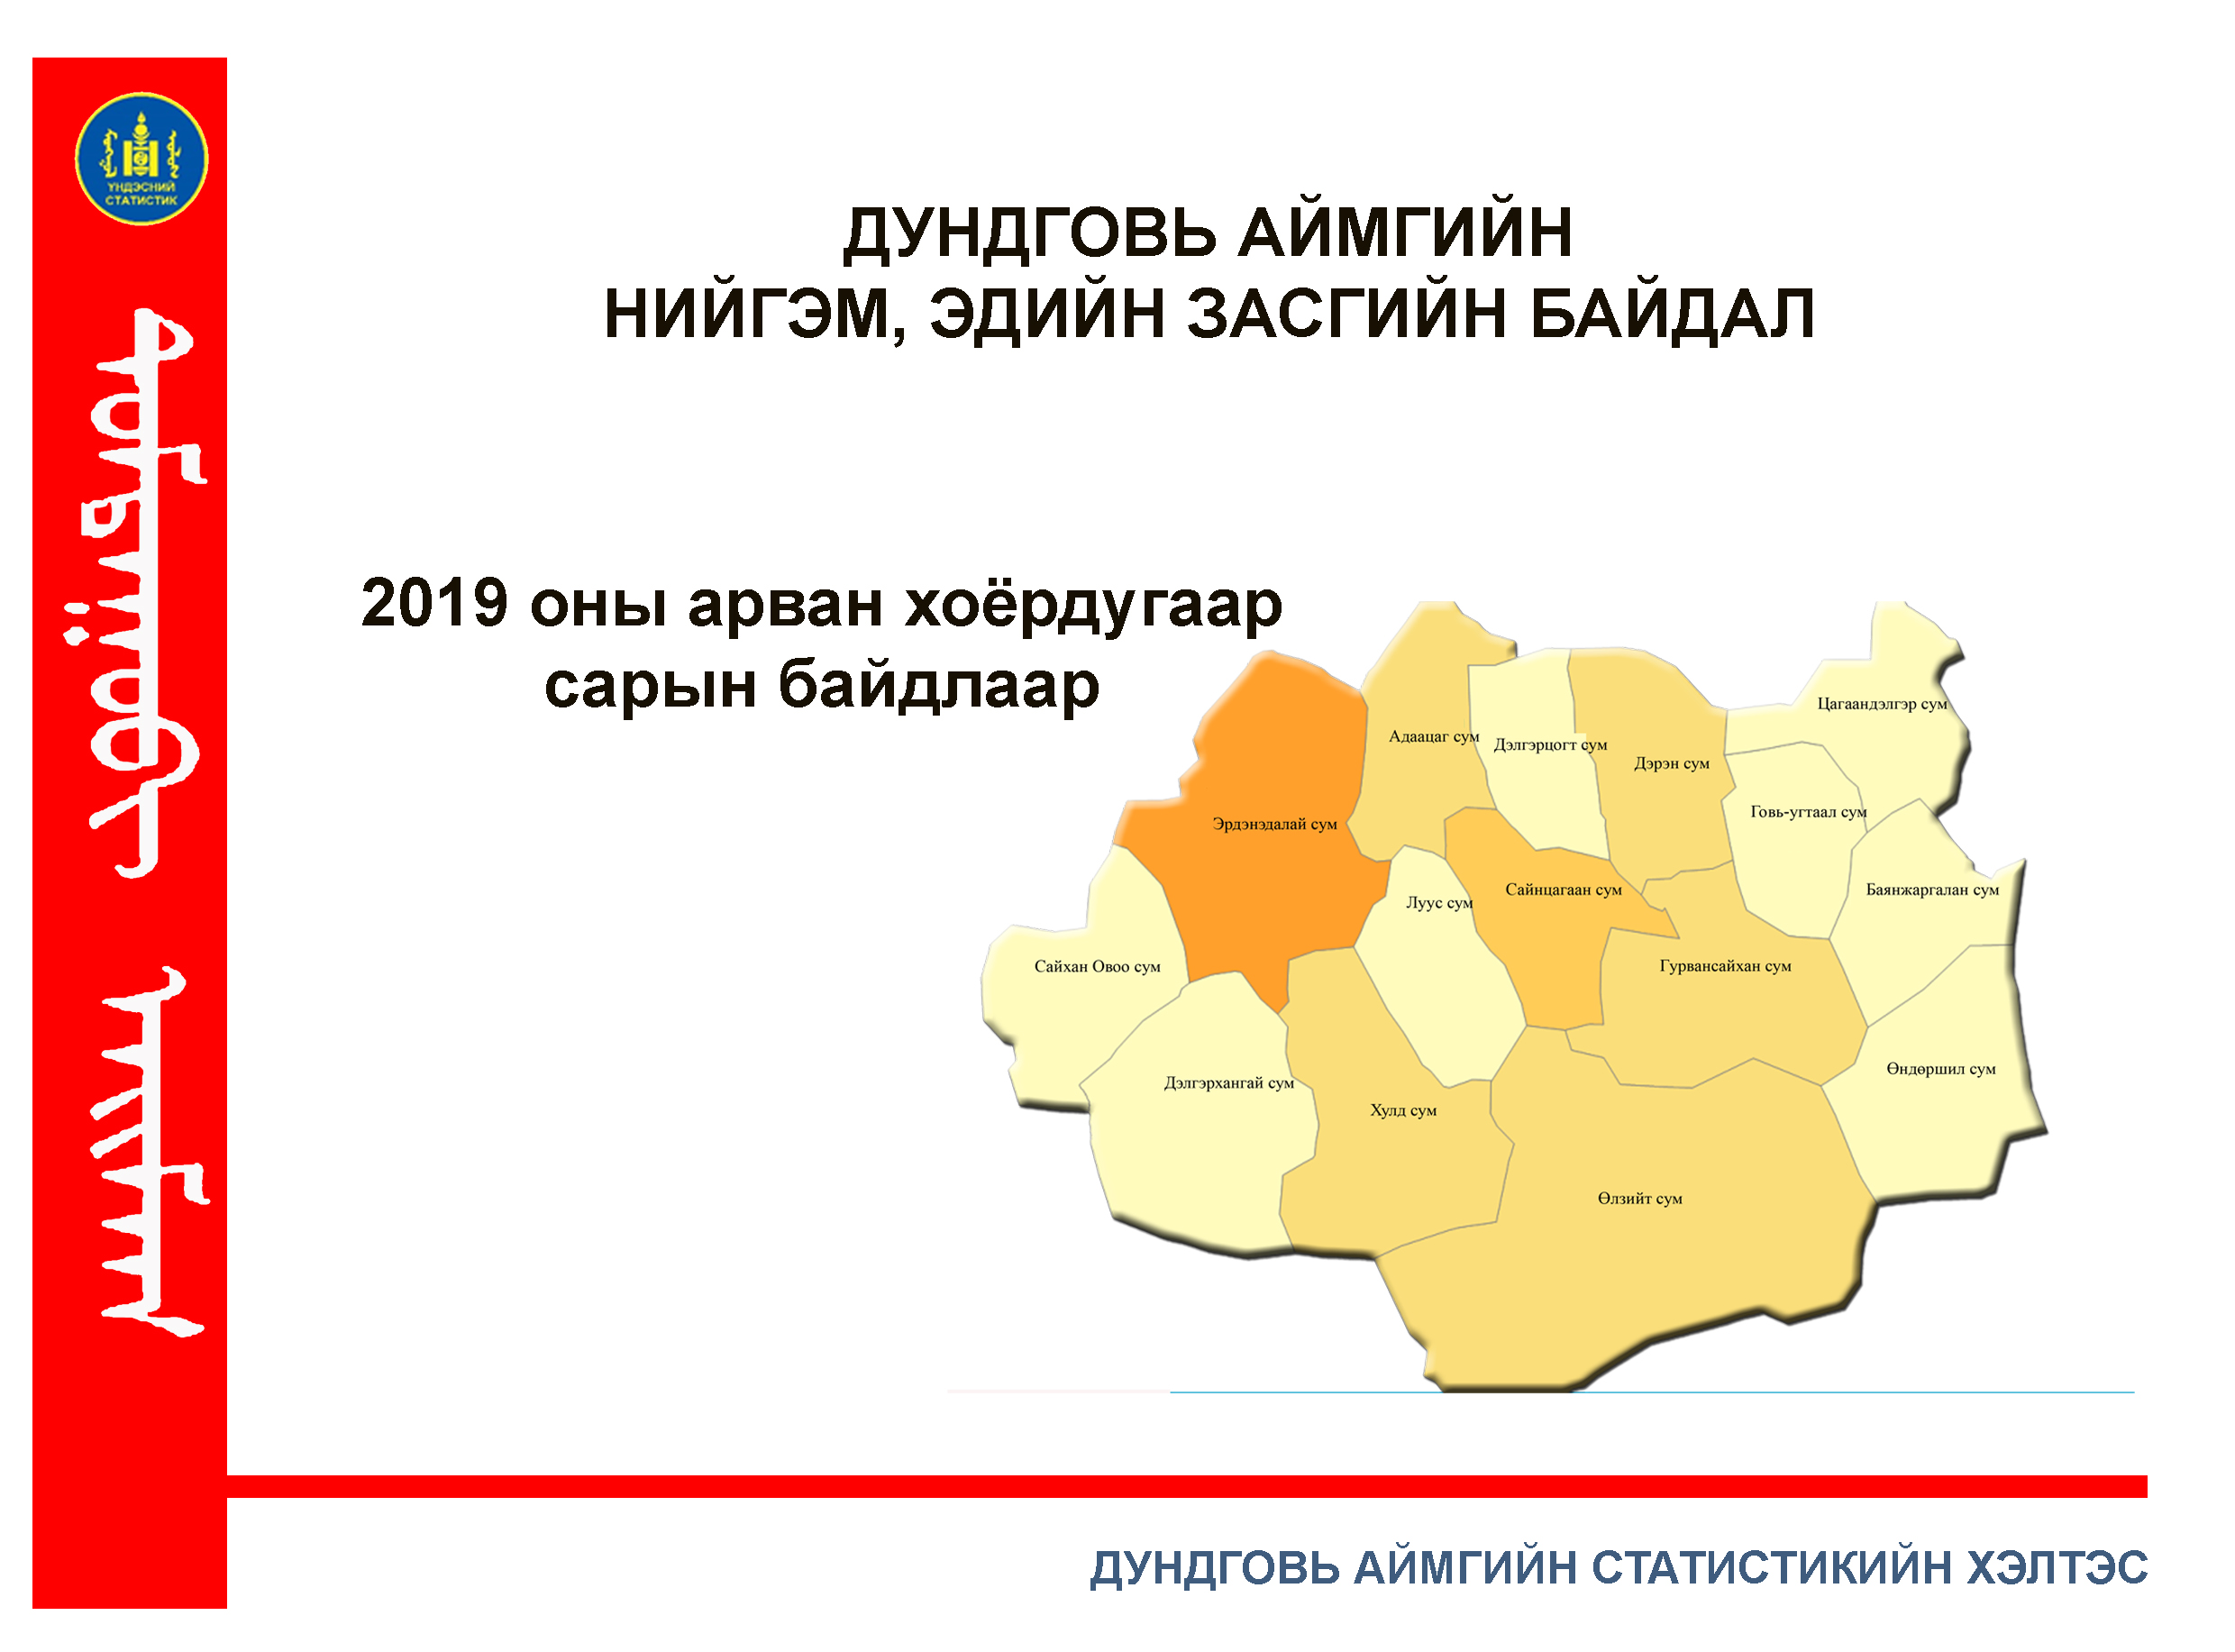 ҮНДЭСНИЙ
СТАТИСТИК
ДУНДГОВЬ АЙМГИЙН
НИЙГЭМ, ЭДИЙН ЗАСГИЙН БАЙДАЛ
2019 оны арван хоёрдугаар
сарын байдлаар
Цагаандэлгэр сум
Адаацаг сум
Дэлгэрцогт сум
Дэрэн сум
Говь-угтаал сум
Эрдэнэдалай сум
Сайнцагаан сум
Баянжаргалан сум
Луус сум
Сайхан Овоо сум
Гурвансайхан сум
Өндөршил сум
Дэлгэрхангай сум
Хулд сум
Өлзийт сум
ДУНДГОВЬ АЙМГИЙН СТАТИСТИКИЙН ХЭЛТЭС